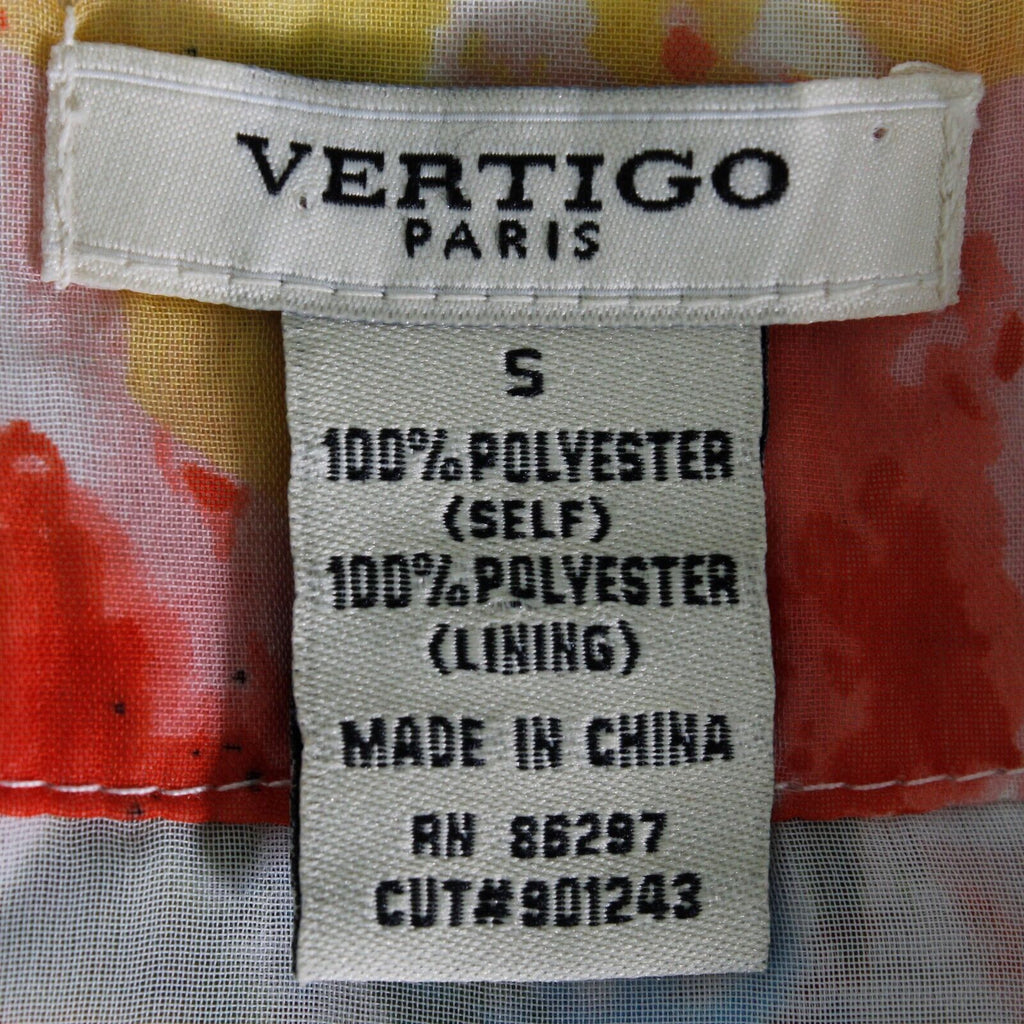 VERTIGO
PARIS
S
100% POLYESTER
(SELF)
100% POLYESTER
(LINING)
MADE IN CHINA
RN 86297
CUT#901243